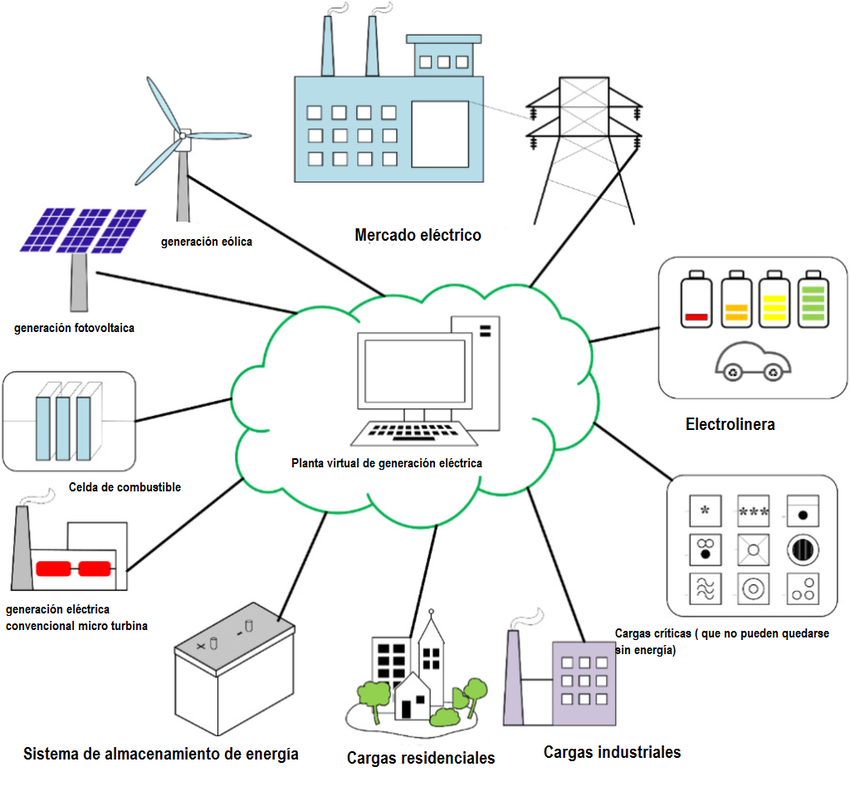 Mercado eléctrico
generación eólica
generación fotovoltaica
Electrolinera
Planta virtual de generación eléctrica
Celda de combustible
* ***
generación eléctrica
convencional micro turbina
Cargas críticas ( que no pueden quedarse
sin energía)
Sistema de almacenamiento de energía
Cargas residenciales
Cargas industriales